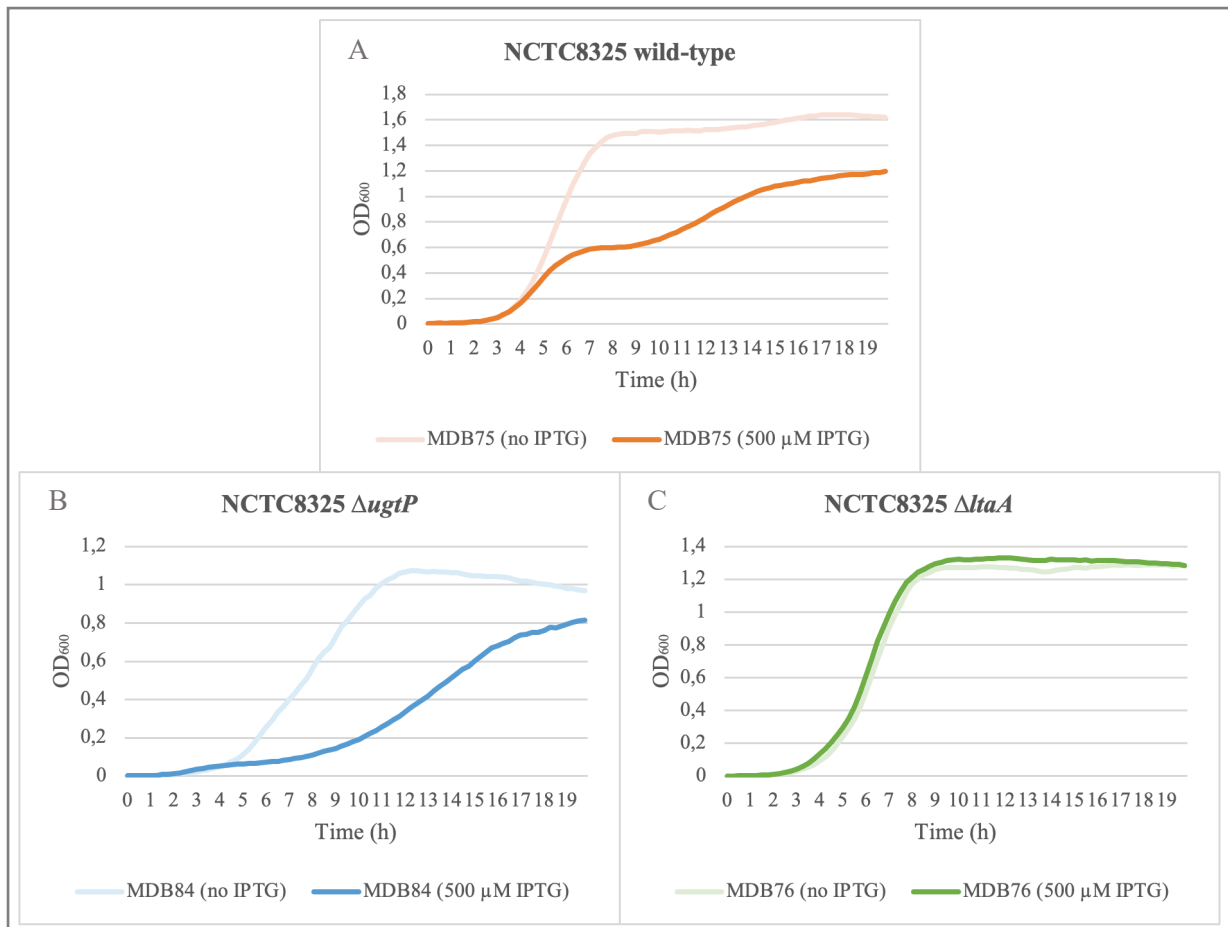 A
NCTC8325 wild-type
1,8
1,6
1,4
1,2
1
0,8
0,6
0,4
0,2
0
OD600
0 1 2 3 4 5 6 7 8 9 10 11 12 13 14 15 16 17 18 19
Time (h)
MDB75 (no IPTG) MDB75 (500 µM IPTG)
B
NCTC8325 ΔugtP
1,2
1
0,8
0,6
0,4
0,2
0
OD600
0 1 2 3 4 5 6 7 8 9 10 11 12 13 14 15 16 17 18 19
Time (h)
MDB84 (no IPTG) MDB84 (500 µM IPTG)
C
NCTC8325 ΔltaA
1,4
1,2
1
0,8
0,6
0,4
0,2
0
OD600
0 1 2 3 4 5 6 7 8 9 10 11 12 13 14 15 16 17 18 19
Time (h)
MDB76 (no IPTG) MDB76 (500 µM IPTG)